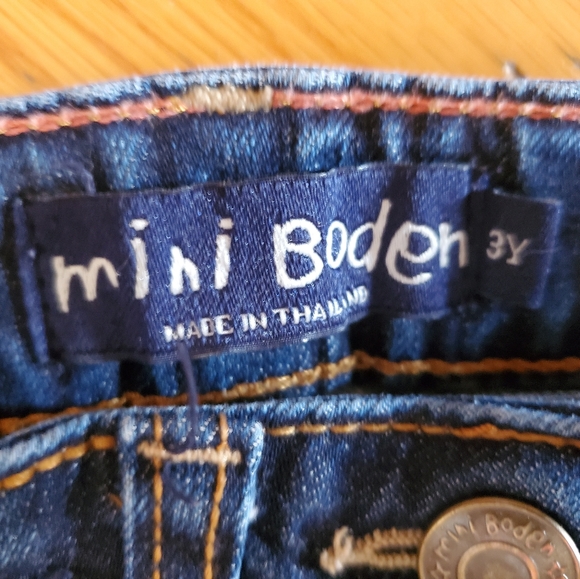 mini Boden 3Y
MADE IN THAILAND
mini Boden